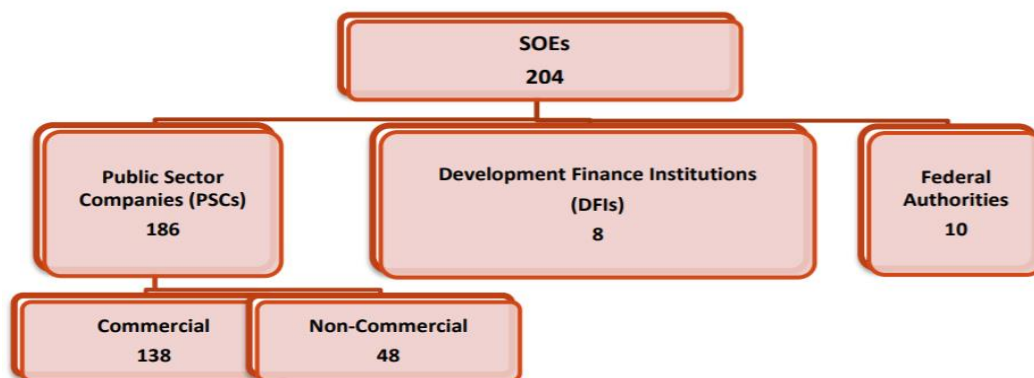 SOEs
204
Public Sector
Companies (PSCs)
186
Development Finance Institutions
(DFIs)
8
Federal
Authorities
10
Commercial
138
Non-Commercial
48